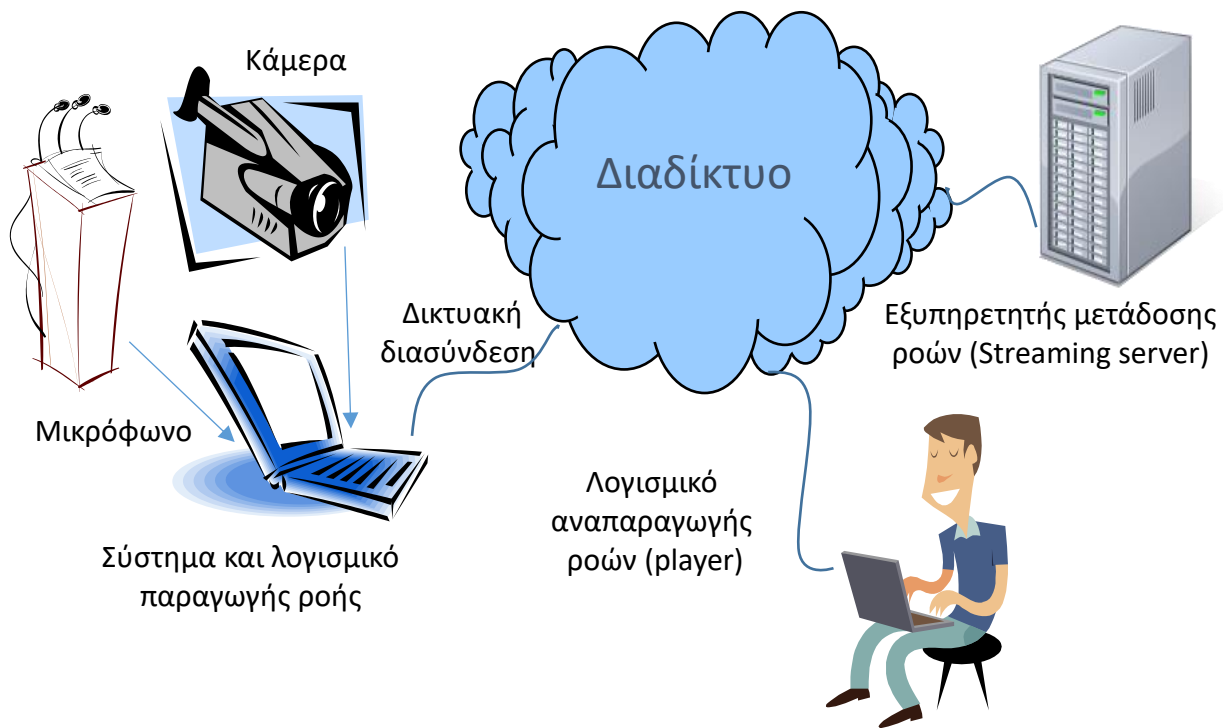 Κάμερα
Διαδίκτυο
Δικτυακή
διασύνδεση
Εξυπηρετητής μετάδοσης
ροών (Streaming server)
Μικρόφωνο
Λογισμικό
αναπαραγωγής
ροών (player)
Σύστημα και λογισμικό
παραγωγής ροής